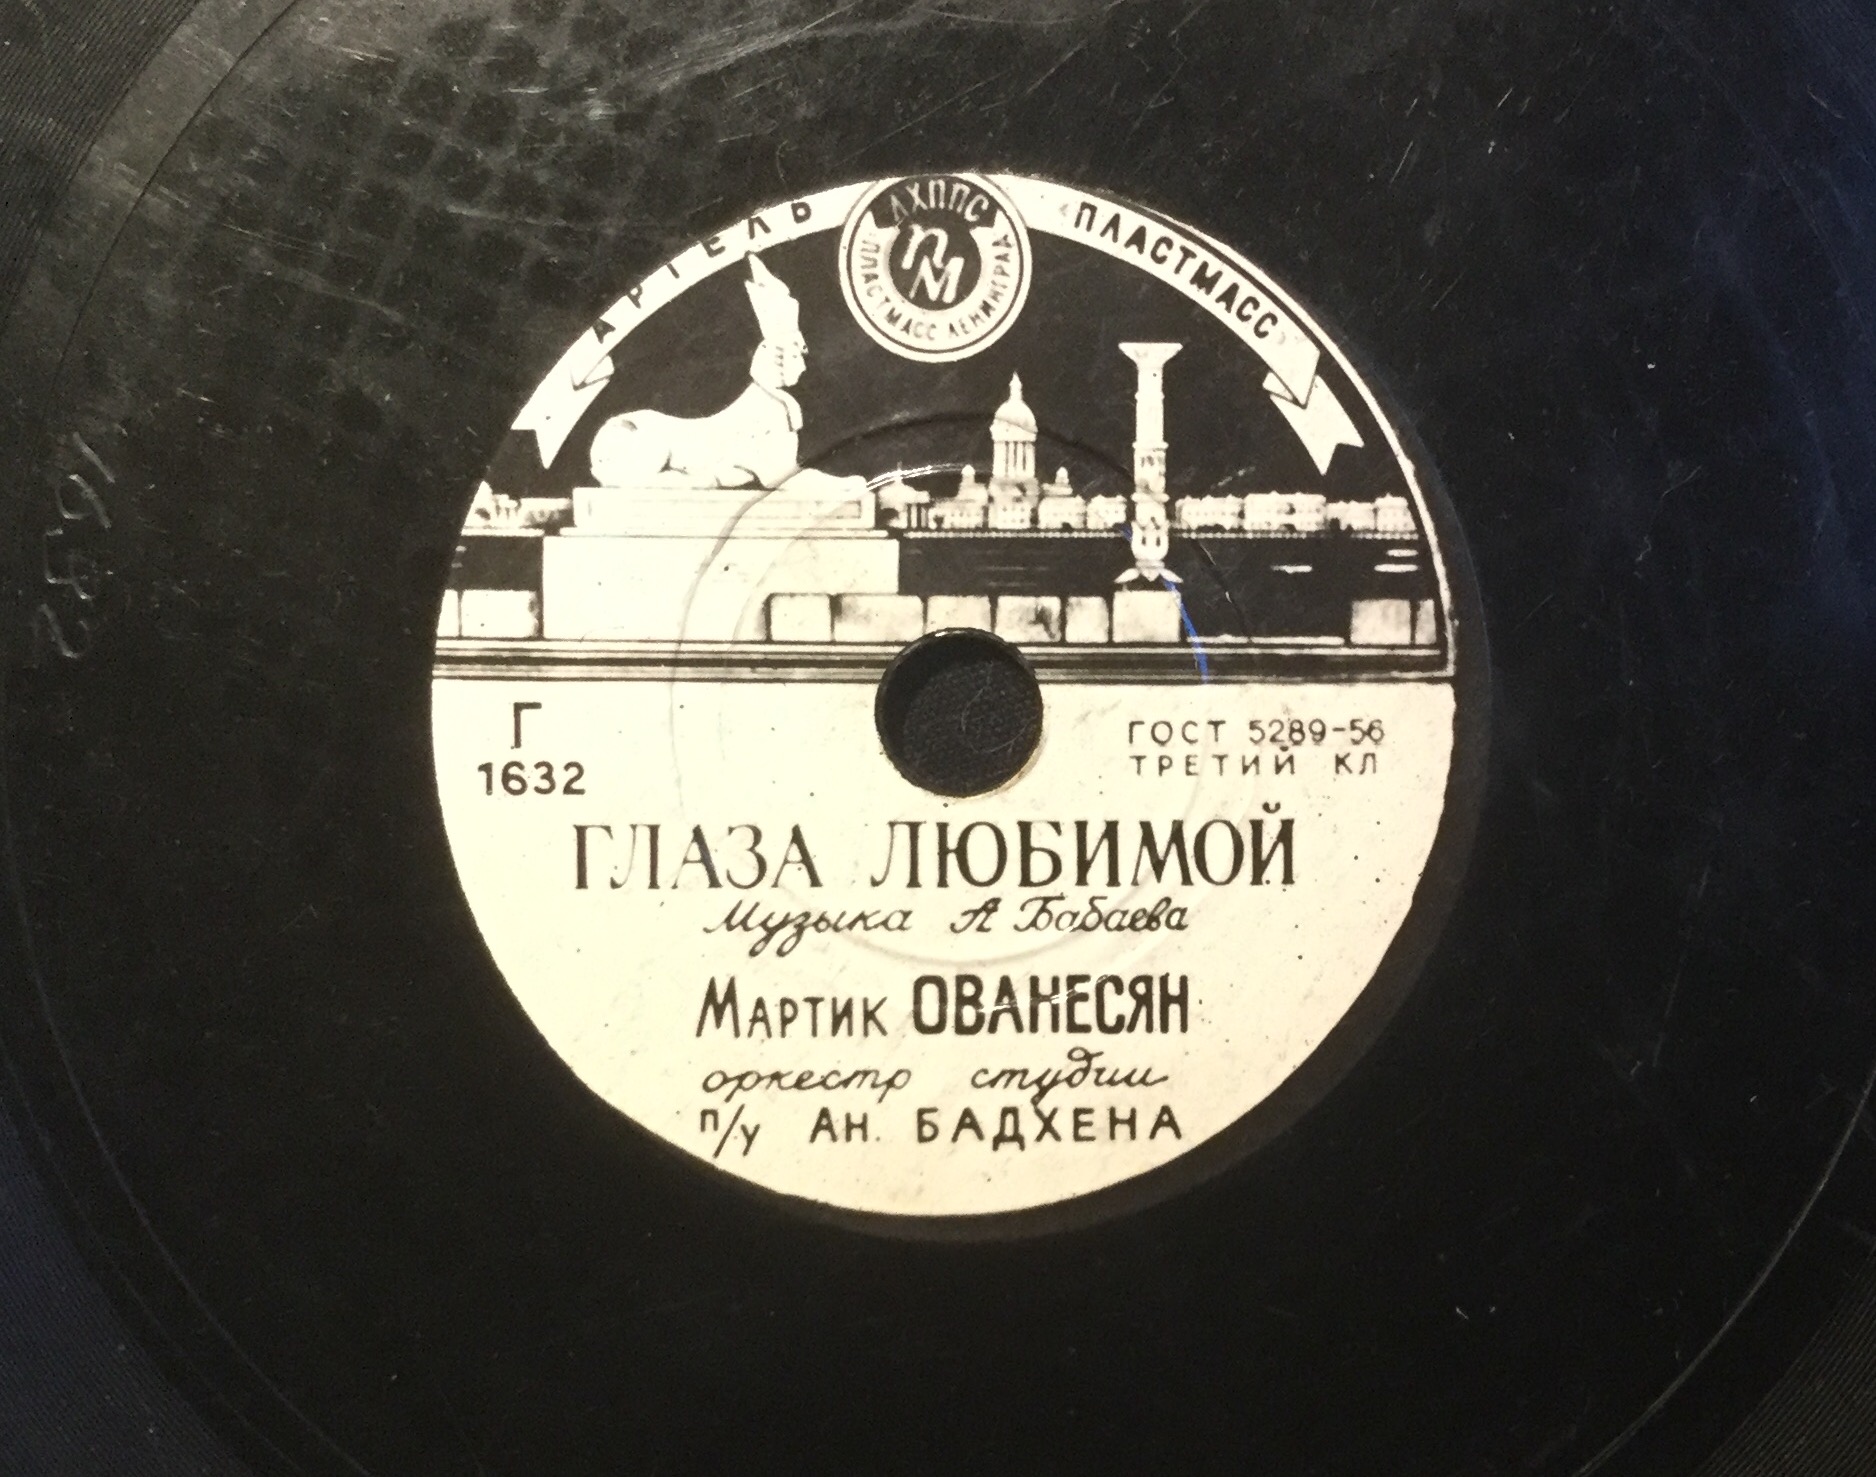 АРТЕЛЬ «ПЛАСТМАСС»
ЛХППС
ПМ
ПЛАСТМАСС ЛЕНИНГРАД
Г
1632
ГОСТ 5289-56
ТРЕТИЙ КЛ
ГЛАЗА ЛЮБИМОЙ
Музыка А Бабаева
МАРТИК ОВАНЕСЯН
оркестр студии
п/у АН. БАДХЕНА